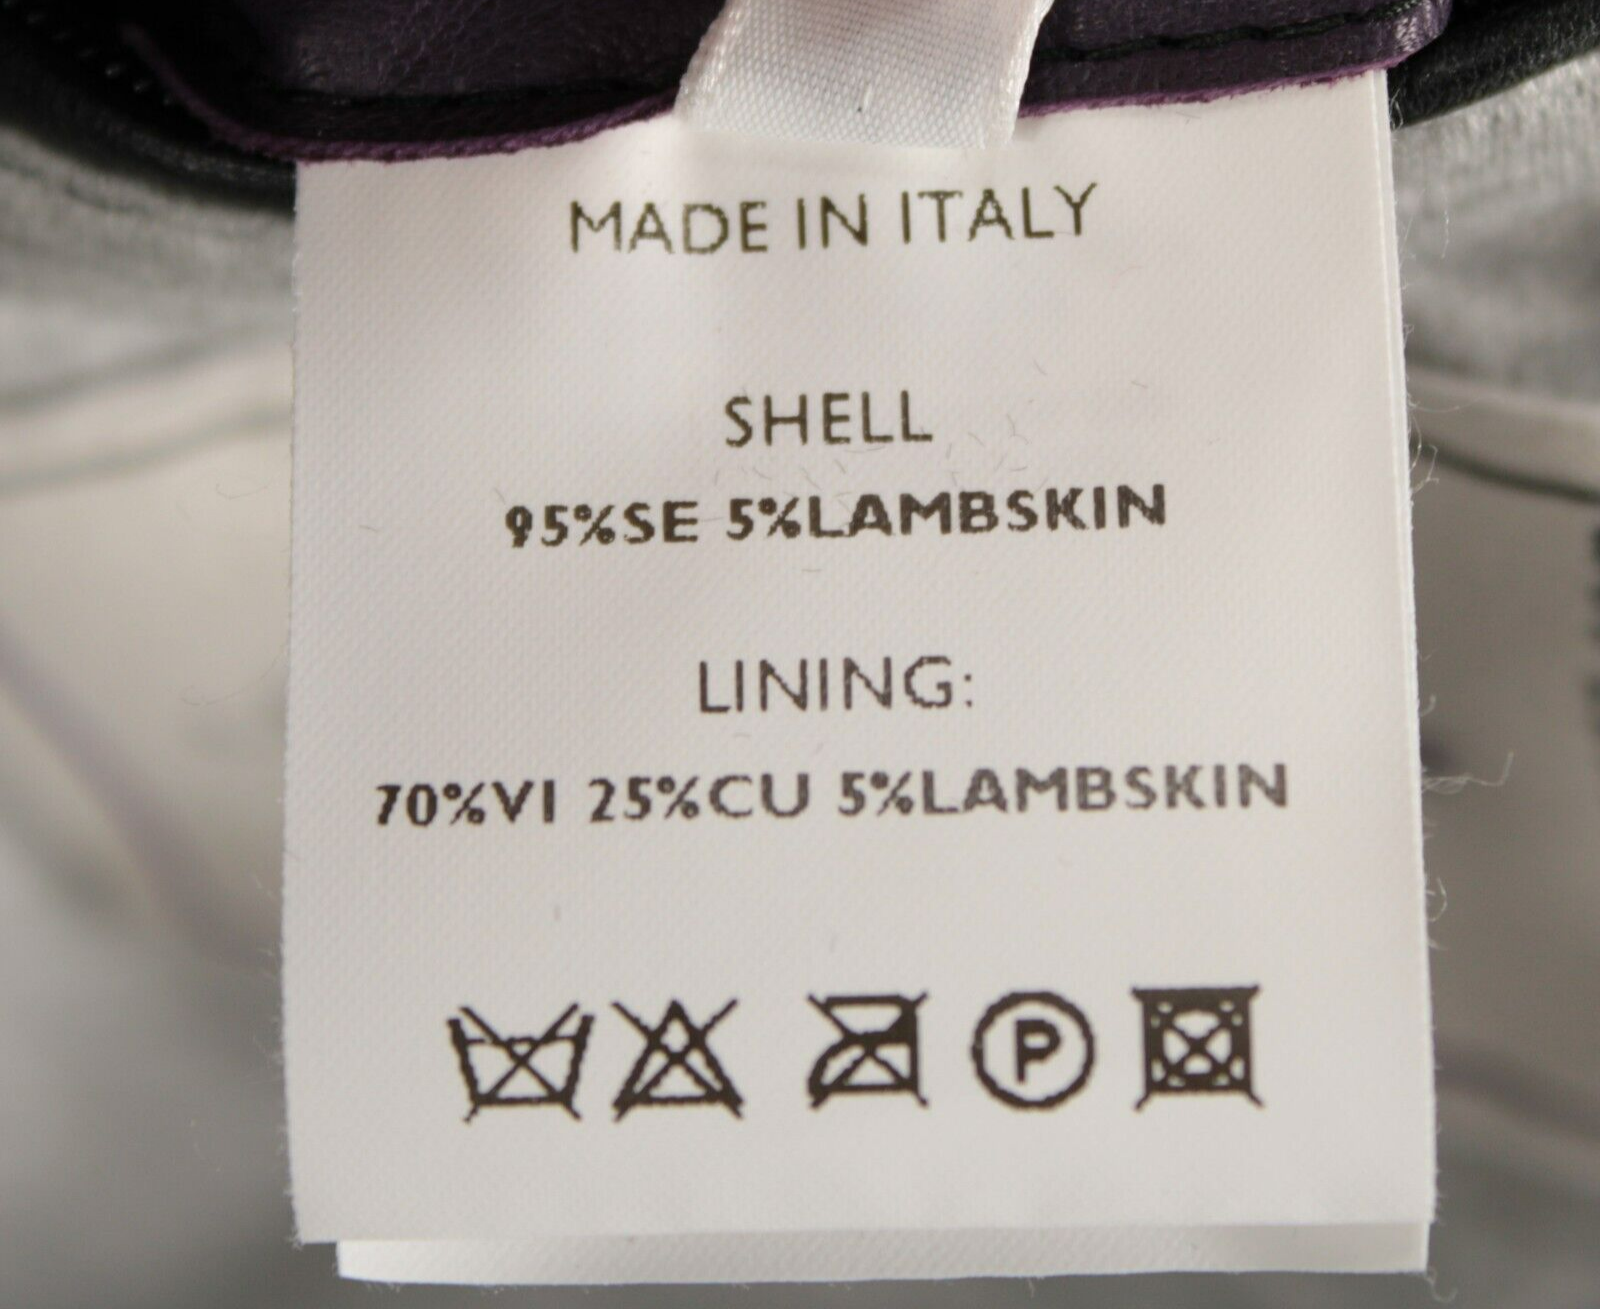 MADE IN ITALY
SHELL
95%SE 5%LAMBSKIN
LINING:
70%VI 25%CU 5%LAMBSKIN
P